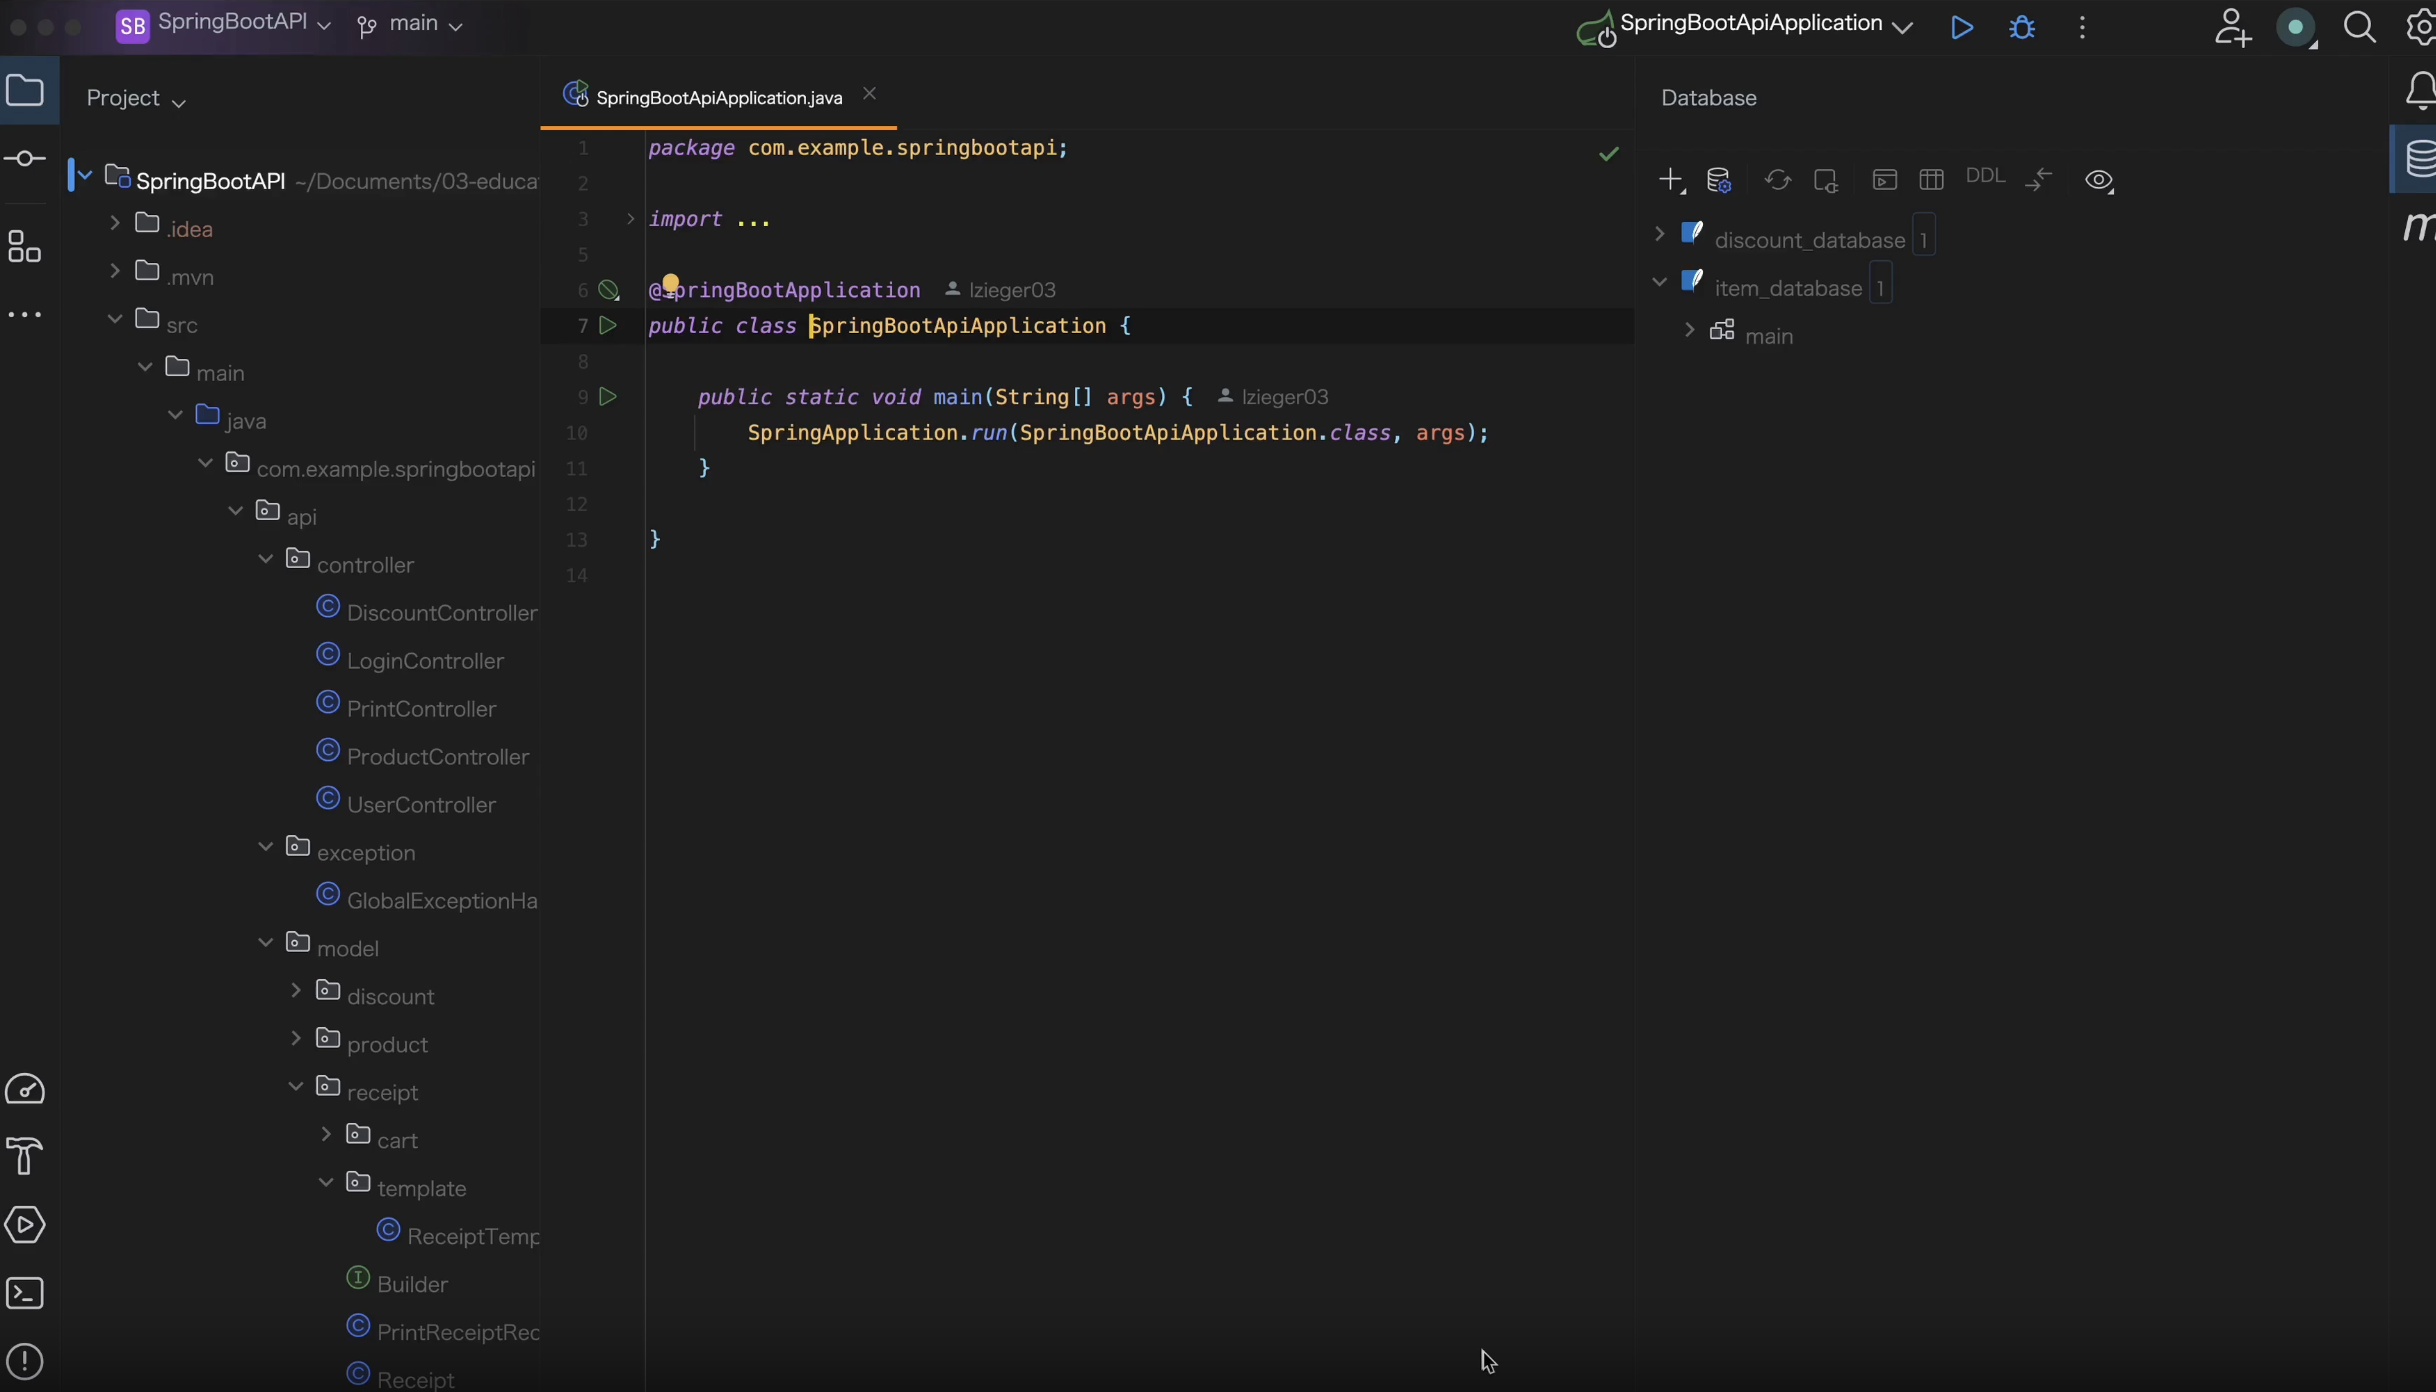 SB SpringBootAPI main SpringBootApiApplication
Project
SpringBootAPI ~/Documents/03-educa
.idea
.mvn
src
main
java
com.example.springbootapi
api
controller
DiscountController
LoginController
PrintController
ProductController
UserController
exception
GlobalExceptionHa
model
discount
product
receipt
cart
template
ReceiptTemp
Builder
PrintReceiptRec
Receipt
SpringBootApiApplication.java
1 package com.example.springbootapi;
2
3 import ...
5
6 @SpringBootApplication lzieger03
7 public class SpringBootApiApplication {
8
9 public static void main(String[] args) { lzieger03
10 SpringApplication.run(SpringBootApiApplication.class, args);
11 }
12
13 }
14
Database
DDL
discount_database 1
item_database 1
main
m